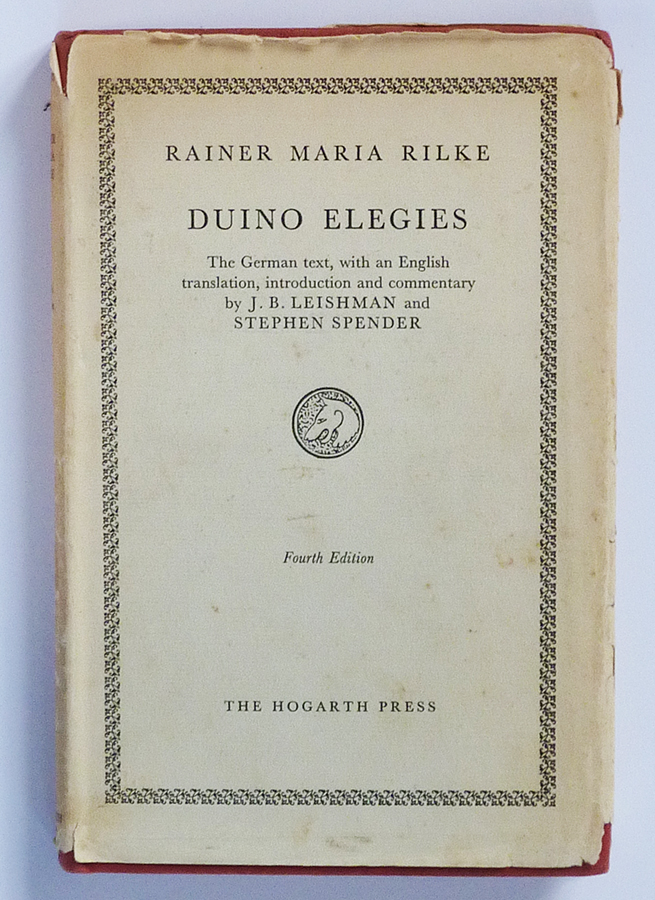 RAINER MARIA RILKE
DUINO ELEGIES
The German text, with an English
translation, introduction and commentary
by J. B. LEISHMAN and
STEPHEN SPENDER
Fourth Edition
THE HOGARTH PRESS